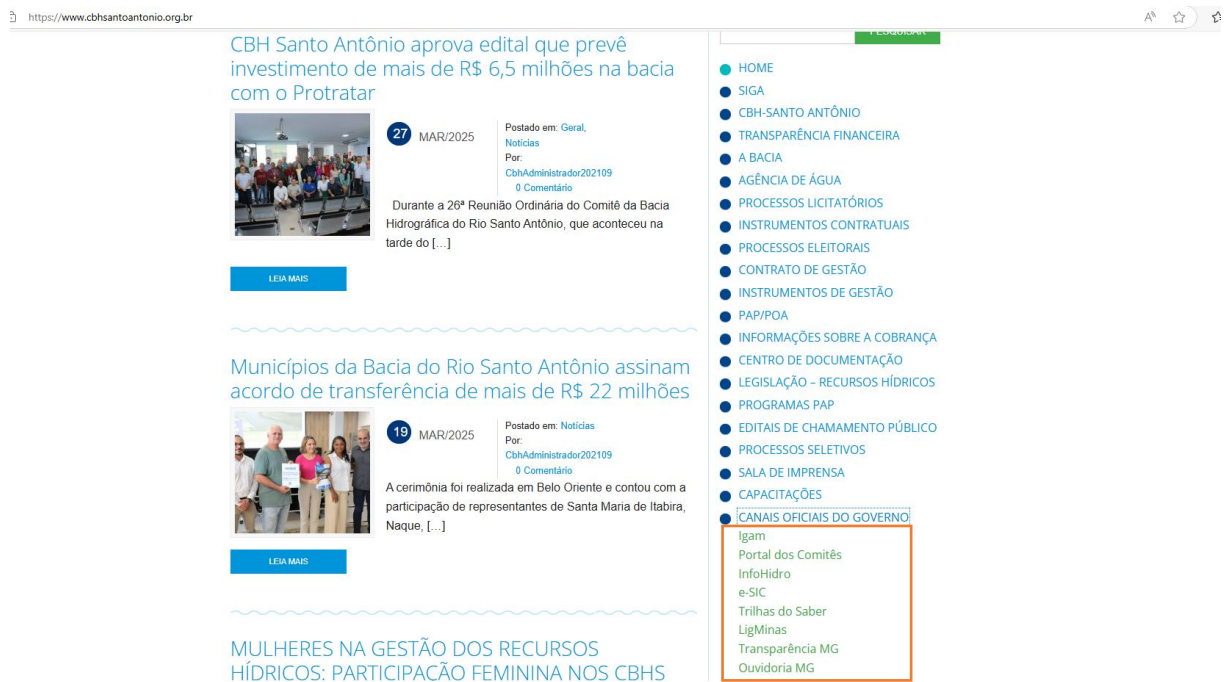 https://www.cbhsantoantonio.org.br
CBH Santo Antônio aprova edital que prevê
investimento de mais de R$ 6,5 milhões na bacia
com o Protratar
27 MAR/2025
Postado em: Geral,
Notícias
Por:
CbhAdministrador202109
0 Comentário
Durante a 26ª Reunião Ordinária do Comitê da Bacia
Hidrográfica do Rio Santo Antônio, que aconteceu na
tarde do […]
LEIA MAIS
Municípios da Bacia do Rio Santo Antônio assinam
acordo de transferência de mais de R$ 22 milhões
19 MAR/2025
Postado em: Notícias
Por:
CbhAdministrador202109
0 Comentário
A cerimônia foi realizada em Belo Oriente e contou com a
participação de representantes de Santa Maria de Itabira,
Naque, […]
LEIA MAIS
MULHERES NA GESTÃO DOS RECURSOS
HÍDRICOS: PARTICIPAÇÃO FEMININA NOS CBHS
PESQUISAR
HOME
SIGA
CBH-SANTO ANTÔNIO
TRANSPARÊNCIA FINANCEIRA
A BACIA
AGÊNCIA DE ÁGUA
PROCESSOS LICITATÓRIOS
INSTRUMENTOS CONTRATUAIS
PROCESSOS ELEITORAIS
CONTRATO DE GESTÃO
INSTRUMENTOS DE GESTÃO
PAP/POA
INFORMAÇÕES SOBRE A COBRANÇA
CENTRO DE DOCUMENTAÇÃO
LEGISLAÇÃO – RECURSOS HÍDRICOS
PROGRAMAS PAP
EDITAIS DE CHAMAMENTO PÚBLICO
PROCESSOS SELETIVOS
SALA DE IMPRENSA
CAPACITAÇÕES
CANAIS OFICIAIS DO GOVERNO
Igam
Portal dos Comitês
InfoHidro
e-SIC
Trilhas do Saber
LigMinas
Transparência MG
Ouvidoria MG